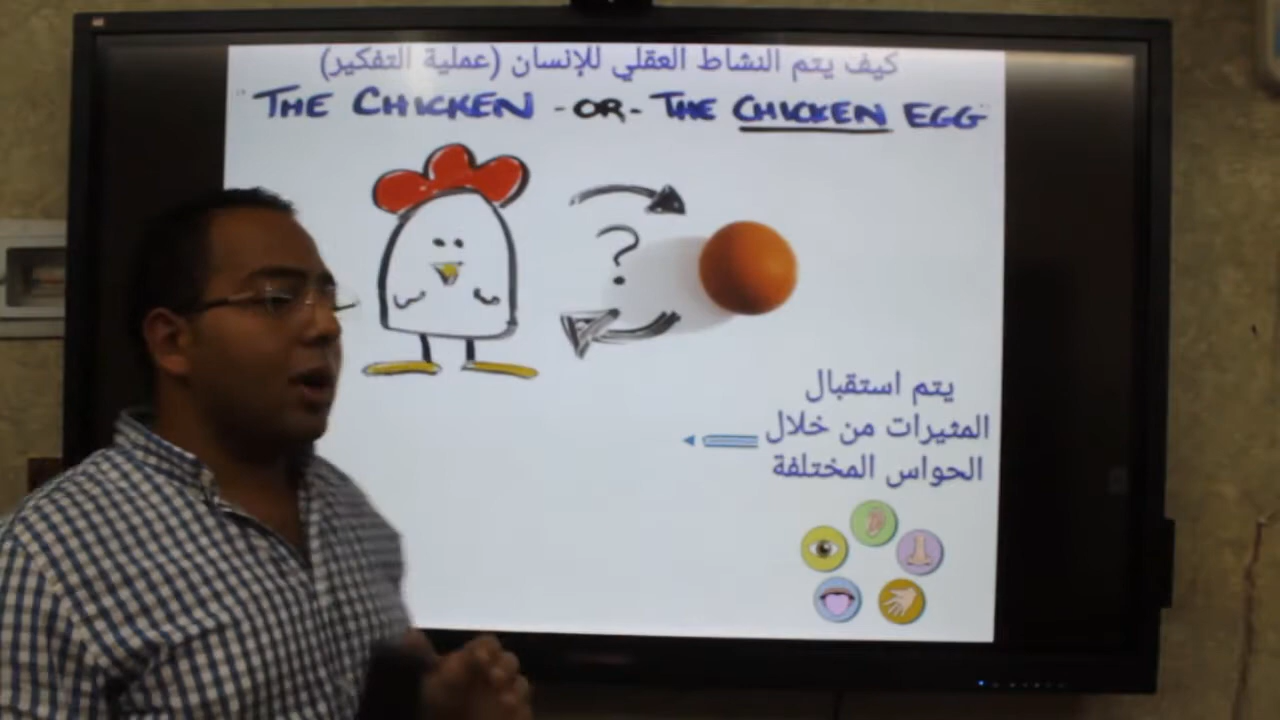 كيف يتم النشاط العقلي للإنسان (عملية التفكير)
"THE CHICKEN -OR- THE CHICKEN EGG"
?
يتم استقبال
المثيرات من خلال
الحواس المختلفة